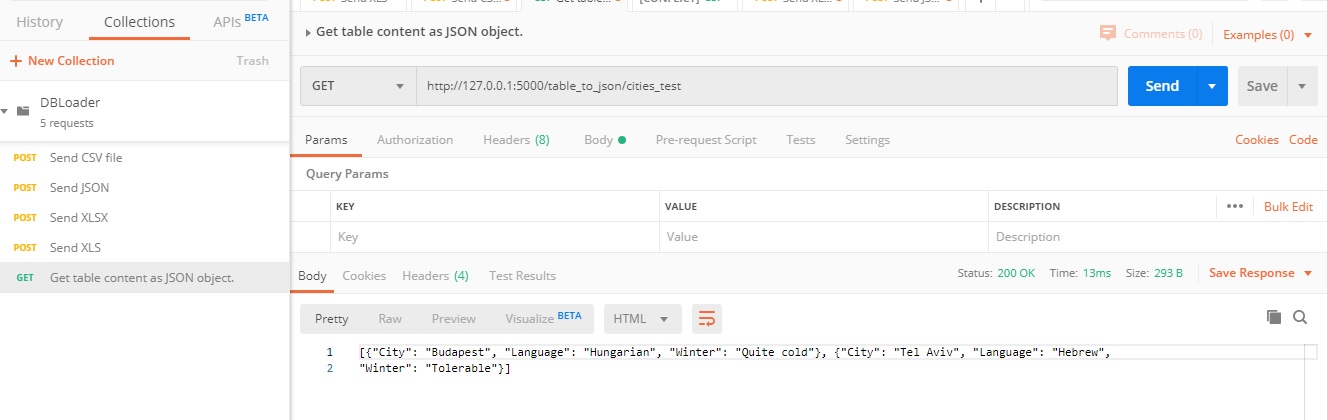 History Collections APIs BETA
+ New Collection Trash
DBLoader
5 requests
POST Send CSV file
POST Send JSON
POST Send XLSX
POST Send XLS
GET Get table content as JSON object.
Get table content as JSON object. Comments (0) Examples (0)
GET http://127.0.0.1:5000/table_to_json/cities_test Send Save
Params Authorization Headers (8) Body Pre-request Script Tests Settings Cookies Code
Query Params
KEY VALUE DESCRIPTION ••• Bulk Edit
Key Value Description
Body Cookies Headers (4) Test Results Status: 200 OK Time: 13ms Size: 293 B Save Response
Pretty Raw Preview Visualize BETA HTML
1 [{"City": "Budapest", "Language": "Hungarian", "Winter": "Quite cold"}, {"City": "Tel Aviv", "Language": "Hebrew",
2 "Winter": "Tolerable"}]